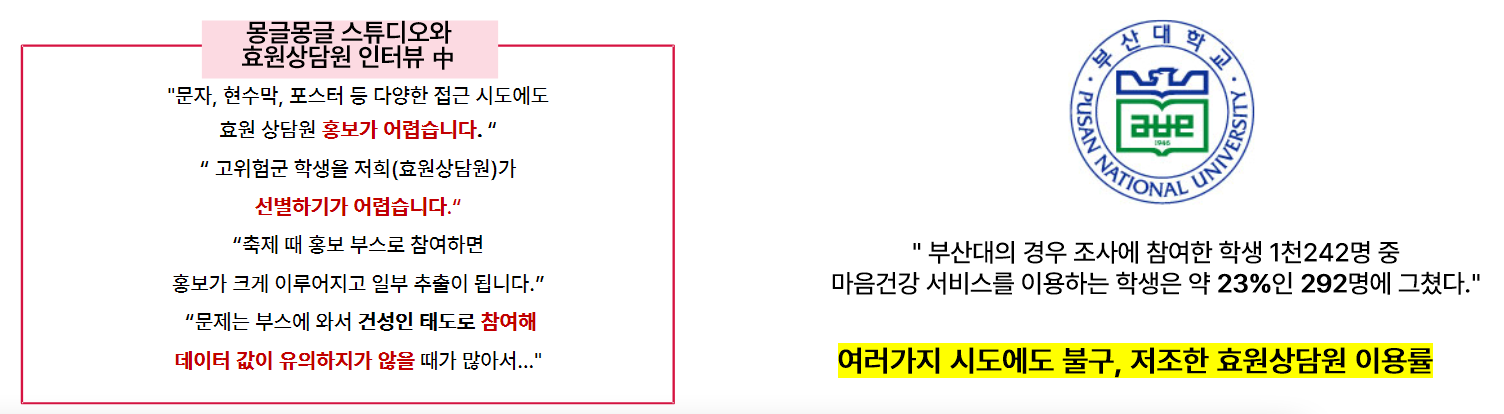 몽글몽글 스튜디오와
효원상담원 인터뷰 中
"문자, 현수막, 포스터 등 다양한 접근 시도에도
효원 상담원 홍보가 어렵습니다. “
“ 고위험군 학생을 저희(효원상담원)가
선별하기가 어렵습니다.“
“축제 때 홍보 부스로 참여하면
홍보가 크게 이루어지고 일부 추출이 됩니다.”
“문제는 부스에 와서 건성인 태도로 참여해
데이터 값이 유의하지가 않을 때가 많아서..."
부산대학교
PUSAN NATIONAL UNIVERSITY
1946
" 부산대의 경우 조사에 참여한 학생 1천242명 중
마음건강 서비스를 이용하는 학생은 약 23%인 292명에 그쳤다."
여러가지 시도에도 불구, 저조한 효원상담원 이용률